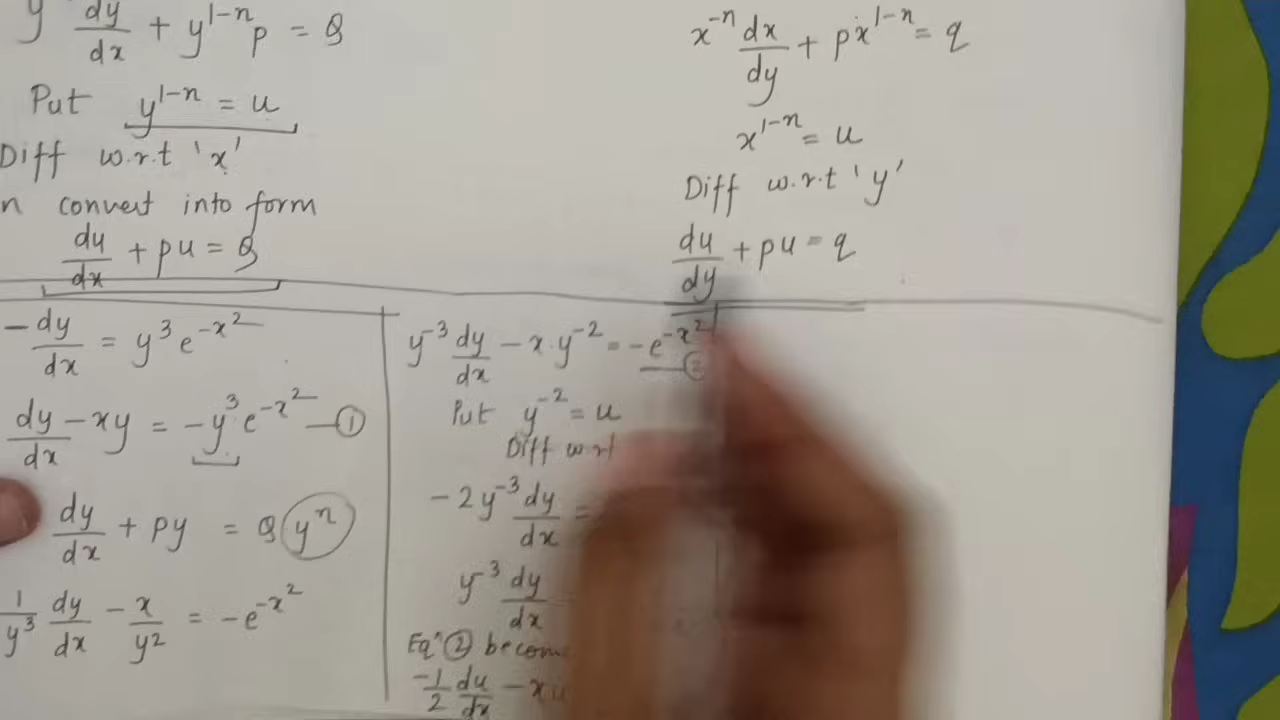 y dy/dx + y^{1-n} p = Q
Put y^{1-n} = u
Diff w.r.t 'x'
n convert into form
du/dx + pu = Q
x^{-n} dx/dy + p x^{1-n} = q
x^{1-n} = u
Diff w.r.t 'y'
du/dy + pu = q
- dy/dx = y^3 e^{-x^2}
dy/dx - xy = - y^3 e^{-x^2} — ①
dy/dx + py = Q y^n
1/y^3 dy/dx - x/y^2 = - e^{-x^2}
y^{-3} dy/dx - x. y^{-2} = - e^{-x^2}
Put y^{-2} = u
Diff w.r.t
-2 y^{-3} dy/dx =
y^{-3} dy/dx
Eqⁿ ② becom
-1/2 du/dx - xu